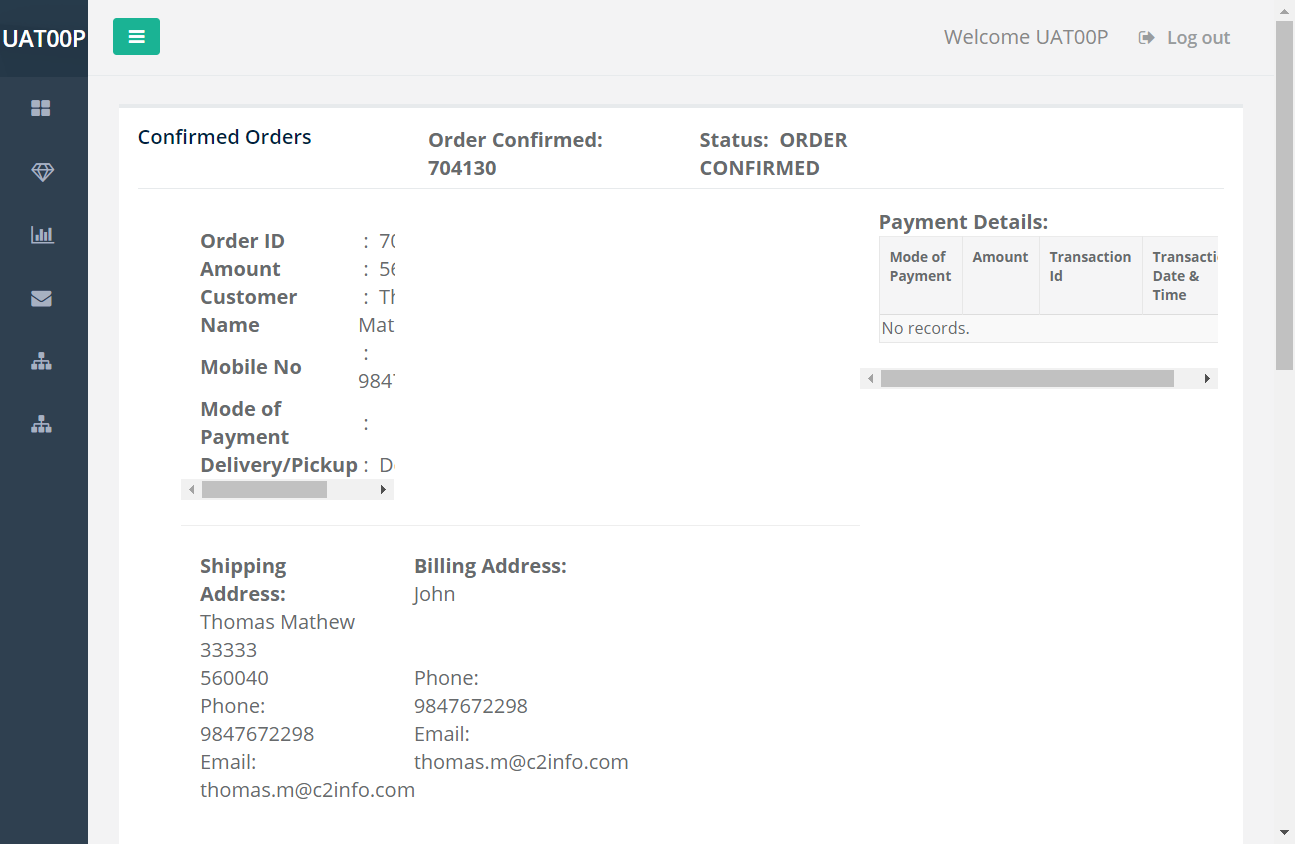 UAT00P
Welcome UAT00P
Log out
Confirmed Orders
Order Confirmed:
704130
Status: ORDER
CONFIRMED
Order ID : 70
Amount : 56
Customer : Th
Name Mat
:
Mobile No
984
Mode of
Payment :
Delivery/Pickup : D
Payment Details:
Mode of
Payment
Amount
Transaction
Id
Transacti
Date &
Time
No records.
Shipping
Address:
Thomas Mathew
33333
560040
Phone:
9847672298
Email:
thomas.m@c2info.com
Billing Address:
John
Phone:
9847672298
Email:
thomas.m@c2info.com